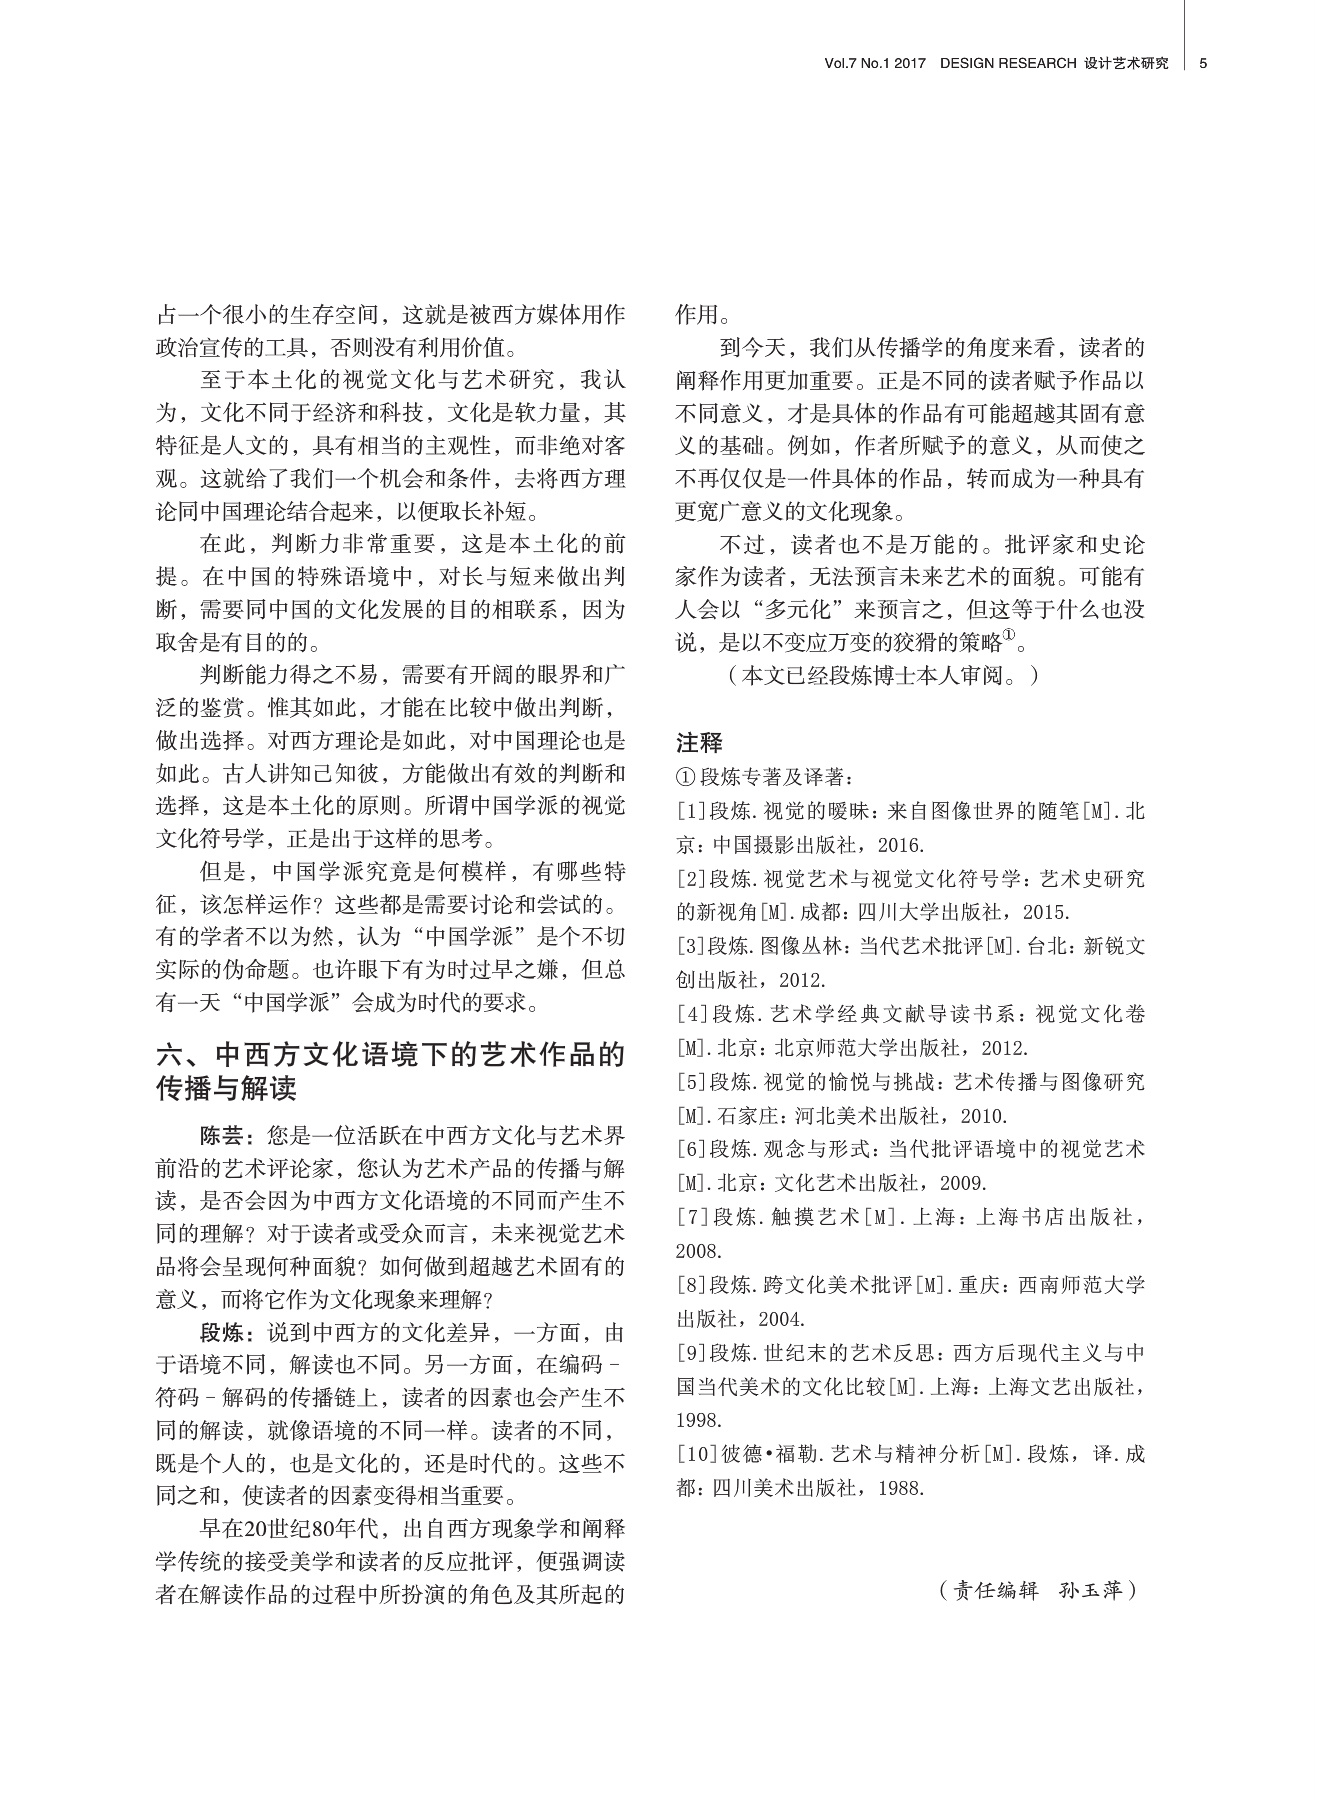 Vol.7 No.1 2017 DESIGN RESEARCH 设计艺术研究 5
占一个很小的生存空间，这就是被西方媒体用作
政治宣传的工具，否则没有利用价值。
至于本土化的视觉文化与艺术研究，我认
为，文化不同于经济和科技，文化是软力量，其
特征是人文的，具有相当的主观性，而非绝对客
观。这就给了我们一个机会和条件，去将西方理
论同中国理论结合起来，以便取长补短。
在此，判断力非常重要，这是本土化的前
提。在中国的特殊语境中，对长与短来做出判
断，需要同中国的文化发展的目的相联系，因为
取舍是有目的的。
判断能力得之不易，需要有开阔的眼界和广
泛的鉴赏。惟其如此，才能在比较中做出判断，
做出选择。对西方理论是如此，对中国理论也是
如此。古人讲知己知彼，方能做出有效的判断和
选择，这是本土化的原则。所谓中国学派的视觉
文化符号学，正是出于这样的思考。
但是，中国学派究竟是何模样，有哪些特
征，该怎样运作？这些都是需要讨论和尝试的。
有的学者不以为然，认为“中国学派”是个不切
实际的伪命题。也许眼下有为时过早之嫌，但总
有一天“中国学派”会成为时代的要求。
六、中西方文化语境下的艺术作品的
传播与解读
陈芸：您是一位活跃在中西方文化与艺术界
前沿的艺术评论家，您认为艺术产品的传播与解
读，是否会因为中西方文化语境的不同而产生不
同的理解？对于读者或受众而言，未来视觉艺术
品将会呈现何种面貌？如何做到超越艺术固有的
意义，而将它作为文化现象来理解？
段炼：说到中西方的文化差异，一方面，由
于语境不同，解读也不同。另一方面，在编码－
符码－解码的传播链上，读者的因素也会产生不
同的解读，就像语境的不同一样。读者的不同，
既是个人的，也是文化的，还是时代的。这些不
同之和，使读者的因素变得相当重要。
早在20世纪80年代，出自西方现象学和阐释
学传统的接受美学和读者的反应批评，便强调读
者在解读作品的过程中所扮演的角色及其所起的
作用。
到今天，我们从传播学的角度来看，读者的
阐释作用更加重要。正是不同的读者赋予作品以
不同意义，才是具体的作品有可能超越其固有意
义的基础。例如，作者所赋予的意义，从而使之
不再仅仅是一件具体的作品，转而成为一种具有
更宽广意义的文化现象。
不过，读者也不是万能的。批评家和史论
家作为读者，无法预言未来艺术的面貌。可能有
人会以“多元化”来预言之，但这等于什么也没
说，是以不变应万变的狡猾的策略①。
（本文已经段炼博士本人审阅。）
注释
①段炼专著及译著：
[1]段炼.视觉的暧昧：来自图像世界的随笔[M].北
京：中国摄影出版社，2016.
[2]段炼.视觉艺术与视觉文化符号学：艺术史研究
的新视角[M].成都：四川大学出版社，2015.
[3]段炼.图像丛林：当代艺术批评[M].台北：新锐文
创出版社，2012.
[4]段炼.艺术学经典文献导读书系：视觉文化卷
[M].北京：北京师范大学出版社，2012.
[5]段炼.视觉的愉悦与挑战：艺术传播与图像研究
[M].石家庄：河北美术出版社，2010.
[6]段炼.观念与形式：当代批评语境中的视觉艺术
[M].北京：文化艺术出版社，2009.
[7]段炼.触摸艺术[M].上海：上海书店出版社，
2008.
[8]段炼.跨文化美术批评[M].重庆：西南师范大学
出版社，2004.
[9]段炼.世纪末的艺术反思：西方后现代主义与中
国当代美术的文化比较[M].上海：上海文艺出版社，
1998.
[10]彼德•福勒.艺术与精神分析[M].段炼，译.成
都：四川美术出版社，1988.
（责任编辑 孙玉萍）